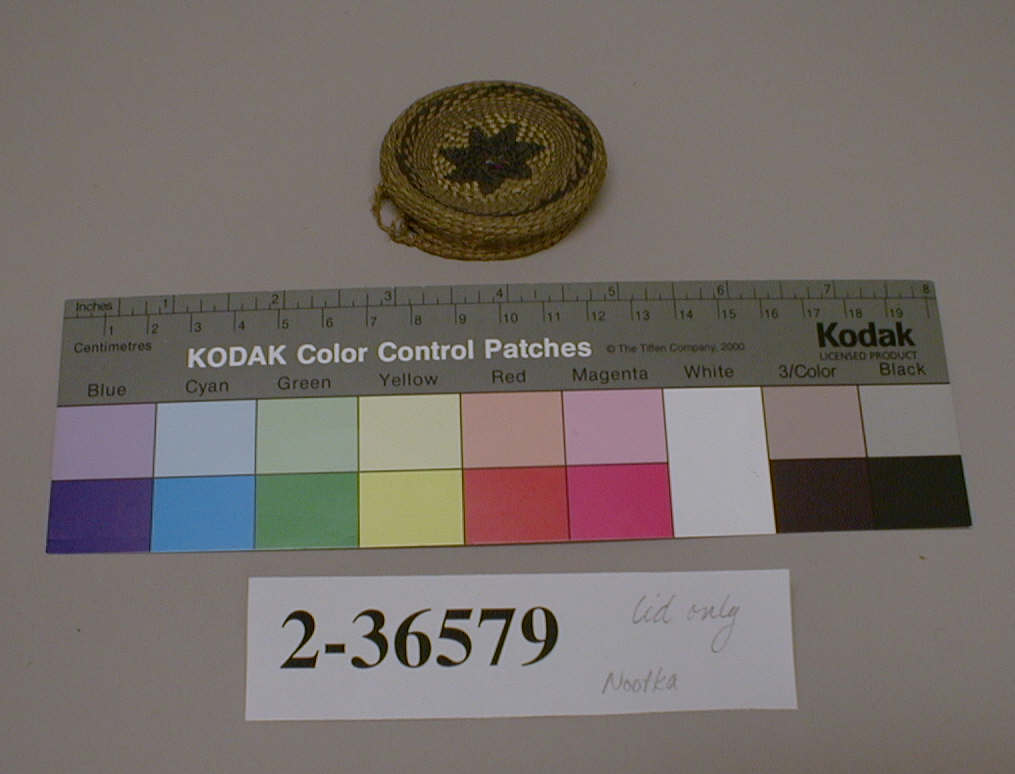 Inches 1 2 3 4 5 6 7 8
1 2 3 4 5 6 7 8 9 10 11 12 13 14 15 16 17 18 19
Centimetres
KODAK Color Control Patches © The Tiffen Company, 2000
Kodak
LICENSED PRODUCT
Blue Cyan Green Yellow Red Magenta White 3/Color Black
2-36579
lid only
Nootka